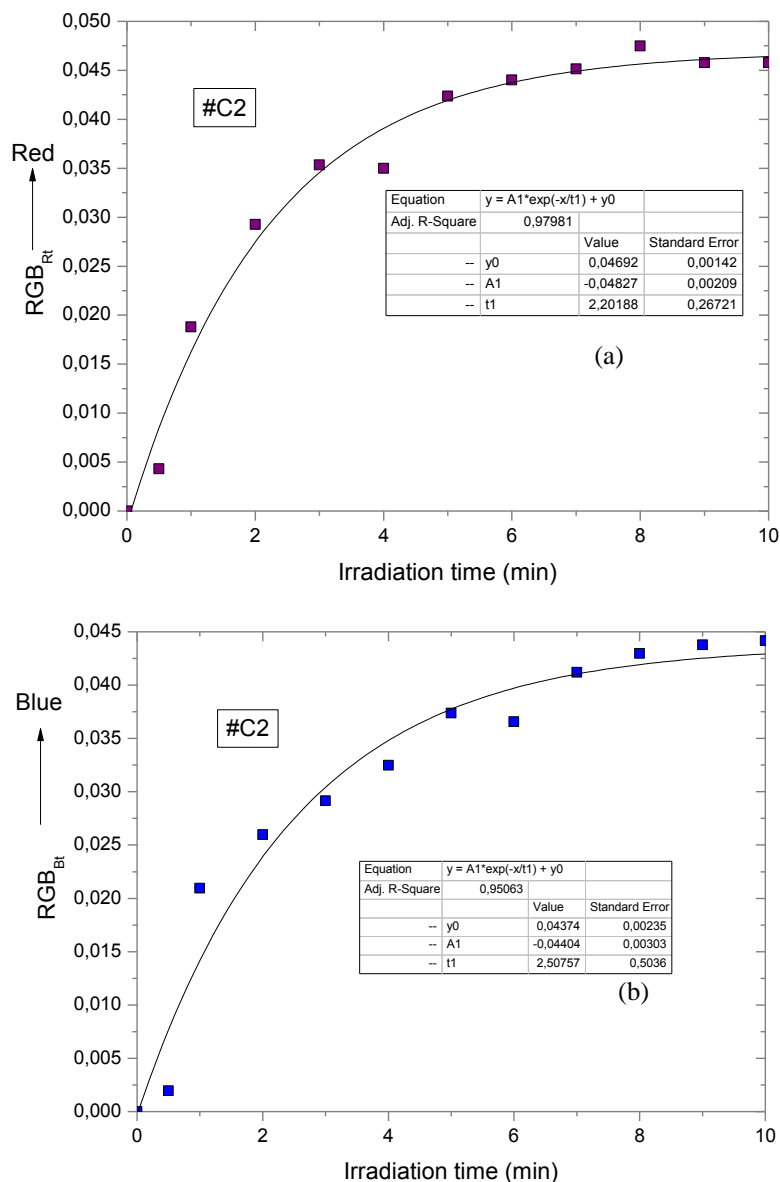 0,050
0,045
0,040
0,035
0,030
0,025
0,020
0,015
0,010
0,005
0,000
Red
RGB_Rt
#C2
Equation y = A1*exp(-x/t1) + y0
Adj. R-Square 0,97981
Value Standard Error
-- y0 0,04692 0,00142
-- A1 -0,04827 0,00209
-- t1 2,20188 0,26721
(a)
0 2 4 6 8 10
Irradiation time (min)
0,045
0,040
0,035
0,030
0,025
0,020
0,015
0,010
0,005
0,000
Blue
RGB_Bt
#C2
Equation y = A1*exp(-x/t1) + y0
Adj. R-Square 0,95063
Value Standard Error
-- y0 0,04374 0,00235
-- A1 -0,04404 0,00303
-- t1 2,50757 0,5036
(b)
0 2 4 6 8 10
Irradiation time (min)